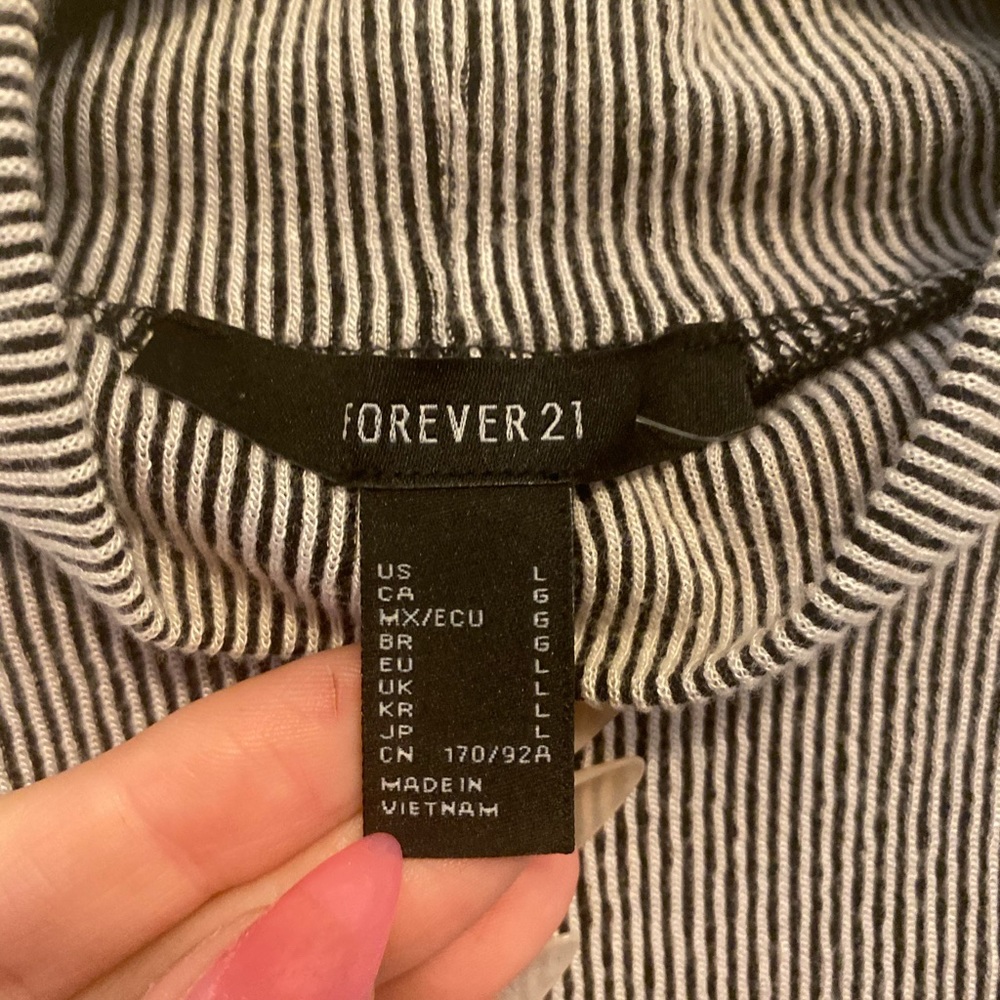 FOREVER 21
US L
CA G
MX/ECU G
BR G
EU L
UK L
KR L
JP L
CN 170/92A
MADE IN
VIETNAM